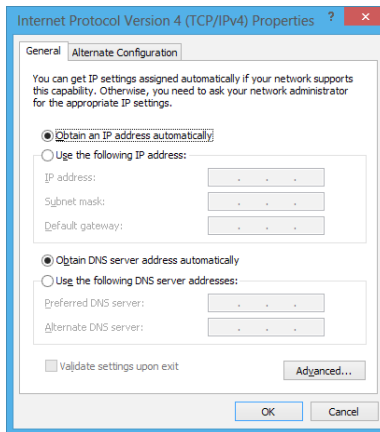 Internet Protocol Version 4 (TCP/IPv4) Properties ? ×
General Alternate Configuration
You can get IP settings assigned automatically if your network supports
this capability. Otherwise, you need to ask your network administrator
for the appropriate IP settings.
Obtain an IP address automatically
Use the following IP address:
IP address:
Subnet mask:
Default gateway:
Obtain DNS server address automatically
Use the following DNS server addresses:
Preferred DNS server:
Alternate DNS server:
Validate settings upon exit
Advanced...
OK Cancel